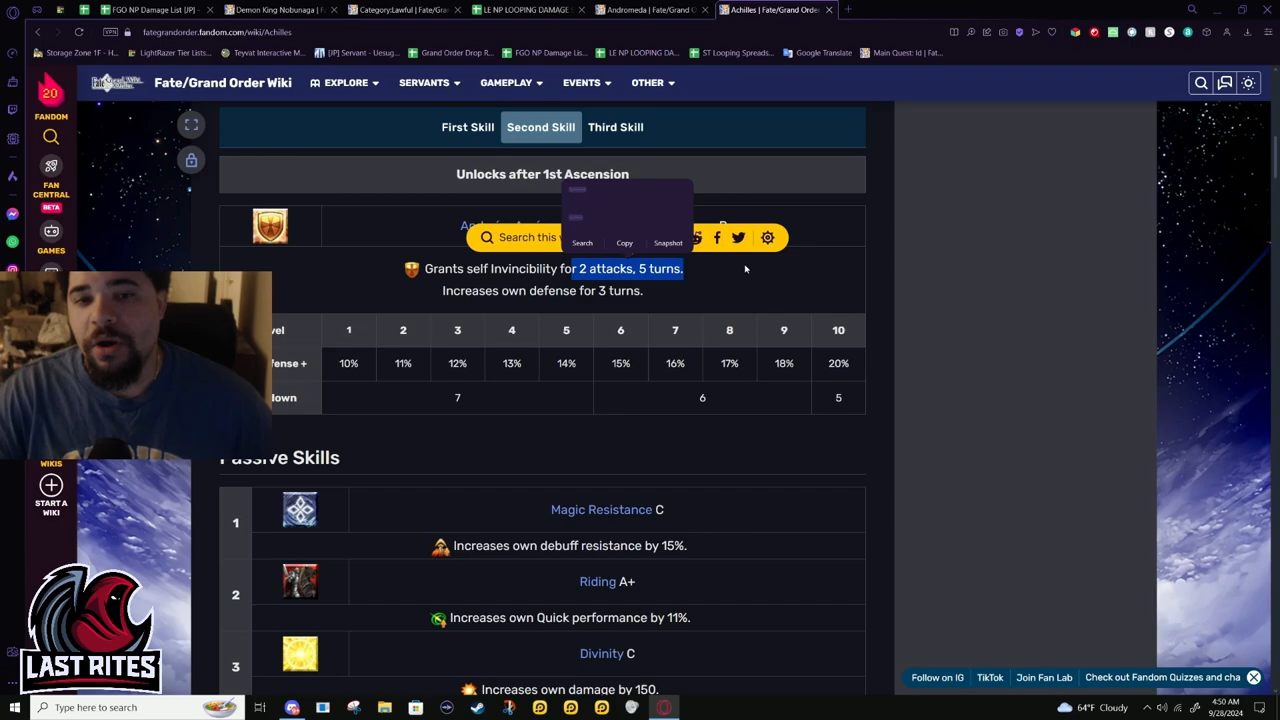 FGO NP Damage List [JP] -
Demon King Nobunaga | F
Category:Lawful | Fate/Gra
LE NP LOOPING DAMAGE S
Andromeda | Fate/Grand O
Achilles | Fate/Grand Orde
VPN
fategrandorder.fandom.com/wiki/Achilles
Storage Zone 1F - H...
LightRazer Tier Lists...
Teyvat Interactive M...
[JP] Servant - Uesug...
Grand Order Drop R...
FGO NP Damage Lis...
LE NP LOOPING DA...
ST Looping Spreads...
Google Translate
Main Quest: Id | Fat...
20
FANDOM
FAN CENTRAL
BETA
GAMES
WIKIS
START A WIKI
Fate/Grand Order Wiki
EXPLORE
SERVANTS
GAMEPLAY
EVENTS
OTHER
First Skill
Second Skill
Third Skill
Unlocks after 1st Ascension
Search this
Search
Copy
Snapshot
Grants self Invincibility for 2 attacks, 5 turns.
Increases own defense for 3 turns.
1 2 3 4 5 6 7 8 9 10
10% 11% 12% 13% 14% 15% 16% 17% 18% 20%
7 6 5
Passive Skills
1
Magic Resistance C
Increases own debuff resistance by 15%.
2
Riding A+
Increases own Quick performance by 11%.
3
Divinity C
Increases own damage by 150.
LAST RITES
Follow on IG
TikTok
Join Fan Lab
Check out Fandom Quizzes and cha
Type here to search
64°F Cloudy
4:50 AM
9/28/2024